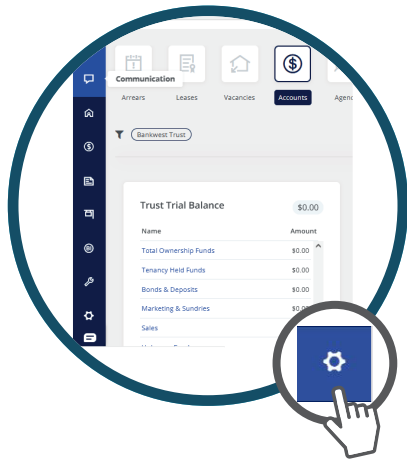 Communication
Arrears
Leases
Vacancies
Accounts
Agenc
Bankwest Trust
Trust Trial Balance
$0.00
Name Amount
Total Ownership Funds $0.00
Tenancy Held Funds $0.00
Bonds & Deposits $0.00
Marketing & Sundries $0.0
Sales